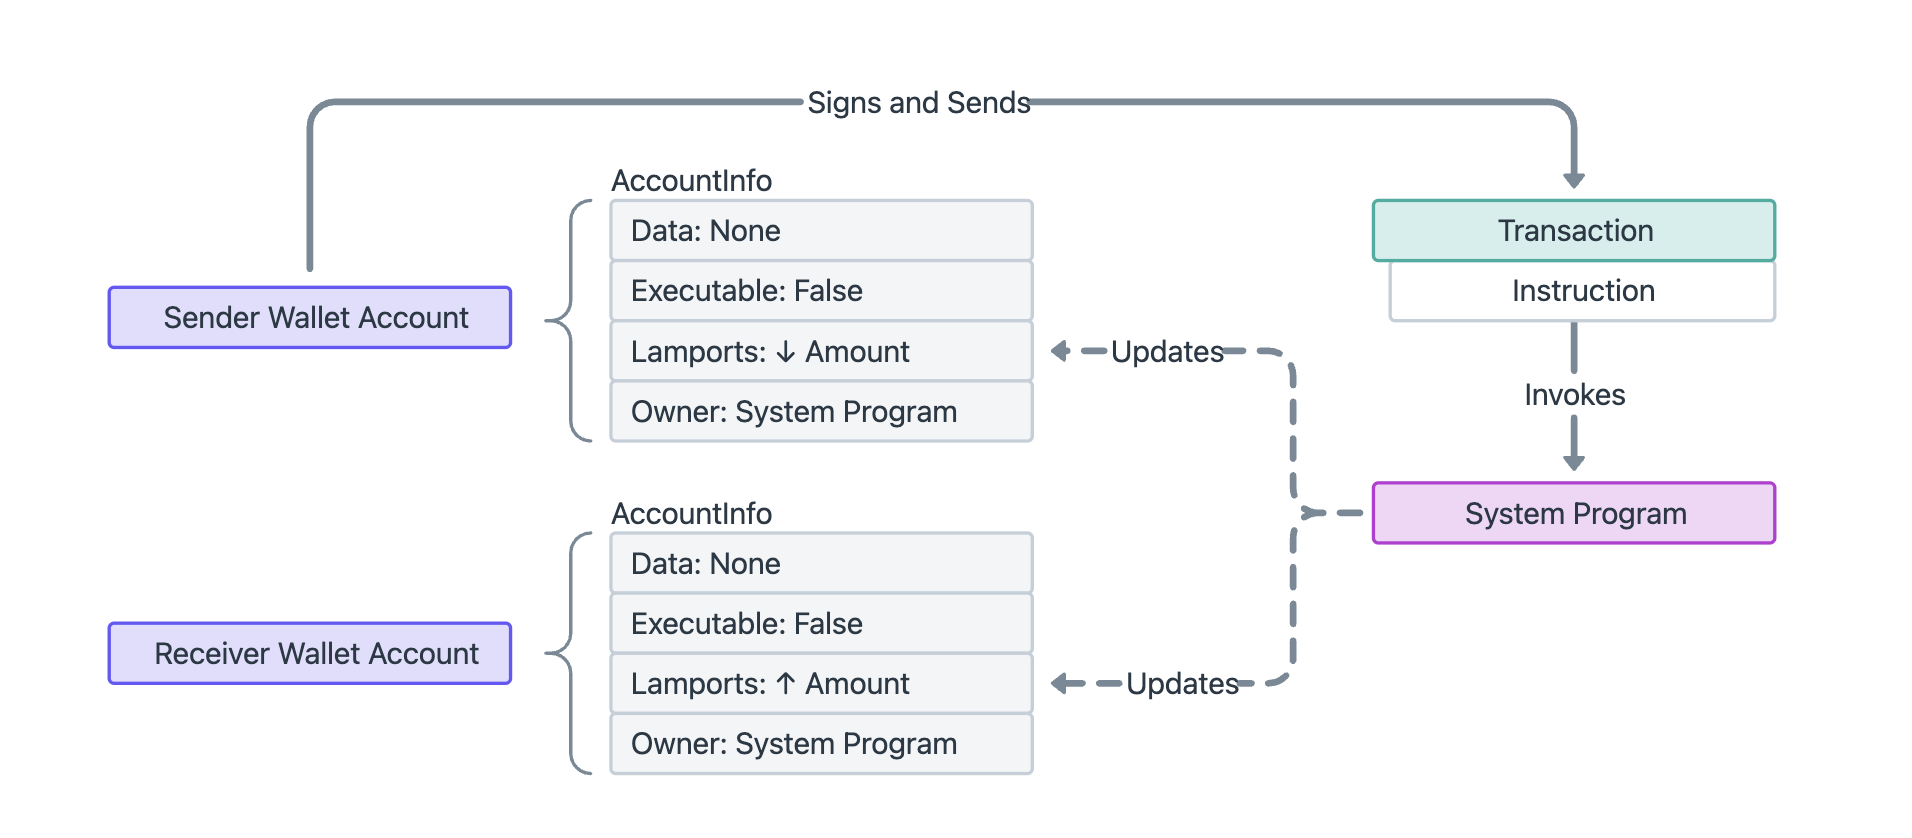 Signs and Sends
AccountInfo
Data: None
Executable: False
Lamports: ↓ Amount
Owner: System Program
Sender Wallet Account
Transaction
Instruction
Updates
Invokes
System Program
AccountInfo
Data: None
Executable: False
Lamports: ↑ Amount
Owner: System Program
Receiver Wallet Account
Updates